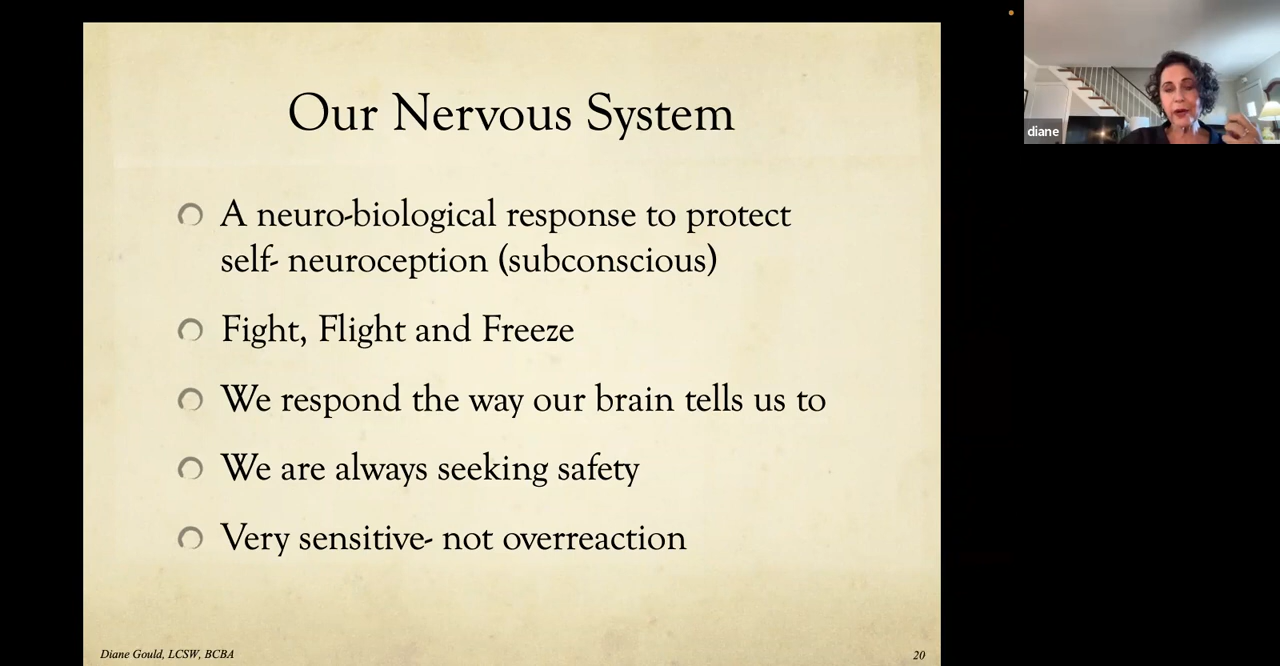 Our Nervous System
A neuro-biological response to protect
self- neuroception (subconscious)
Fight, Flight and Freeze
We respond the way our brain tells us to
We are always seeking safety
Very sensitive- not overreaction
Diane Gould, LCSW, BCBA
20
diane